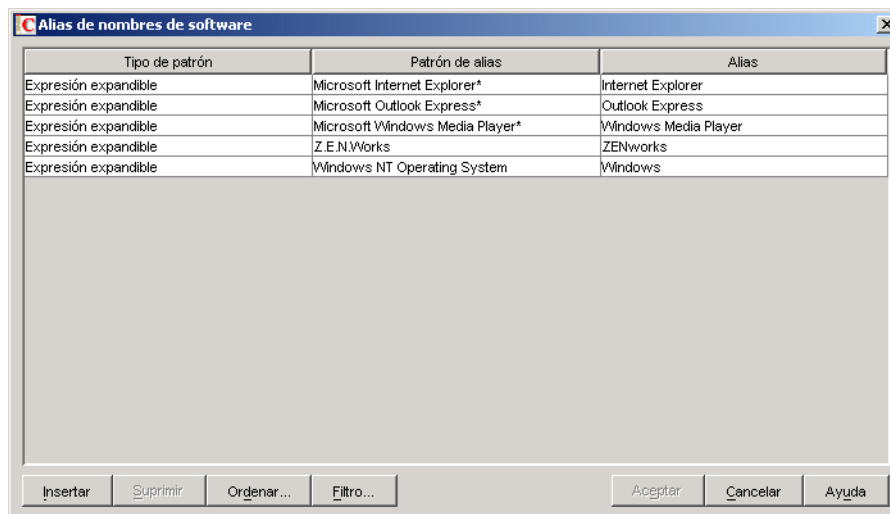 Alias de nombres de software
Tipo de patrón Patrón de alias Alias
Expresión expandible Microsoft Internet Explorer* Internet Explorer
Expresión expandible Microsoft Outlook Express* Outlook Express
Expresión expandible Microsoft Windows Media Player* Windows Media Player
Expresión expandible Z.E.N.Works ZENworks
Expresión expandible Windows NT Operating System Windows
Insertar Suprimir Ordenar... Filtro... Aceptar Cancelar Ayuda